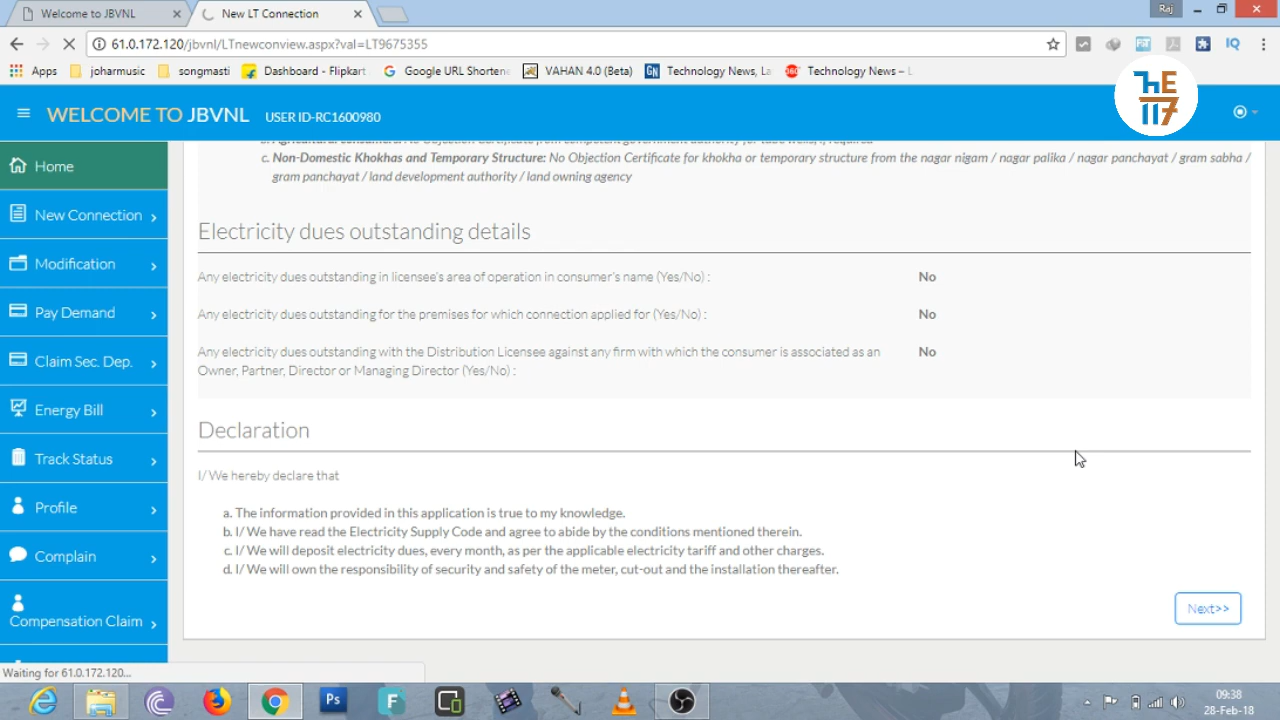 Welcome to JBVNL
New LT Connection
Raj
61.0.172.120/jbvnl/LTnewconview.aspx?val=LT9675355
Apps
joharmusic
songmasti
Dashboard - Flipkart
Google URL Shortene
VAHAN 4.0 (Beta)
GN
Technology News, La
Technology News – L
IQ
hE
117
WELCOME TO JBVNL
USER ID-RC1600980
Home
New Connection
Modification
Pay Demand
Claim Sec. Dep.
Energy Bill
Track Status
Profile
Complain
Compensation Claim
c. Non-Domestic Khokhas and Temporary Structure: No Objection Certificate for khokha or temporary structure from the nagar nigam / nagar palika / nagar panchayat / gram sabha /
gram panchayat / land development authority / land owning agency
Electricity dues outstanding details
Any electricity dues outstanding in licensee's area of operation in consumer's name (Yes/No) :
No
Any electricity dues outstanding for the premises for which connection applied for (Yes/No) :
No
Any electricity dues outstanding with the Distribution Licensee against any firm with which the consumer is associated as an
Owner, Partner, Director or Managing Director (Yes/No) :
No
Declaration
I/ We hereby declare that
a. The information provided in this application is true to my knowledge.
b. I/ We have read the Electricity Supply Code and agree to abide by the conditions mentioned therein.
c. I/ We will deposit electricity dues, every month, as per the applicable electricity tariff and other charges.
d. I/ We will own the responsibility of security and safety of the meter, cut-out and the installation thereafter.
Next>>
Waiting for 61.0.172.120...
Ps
F
09:38
28-Feb-18